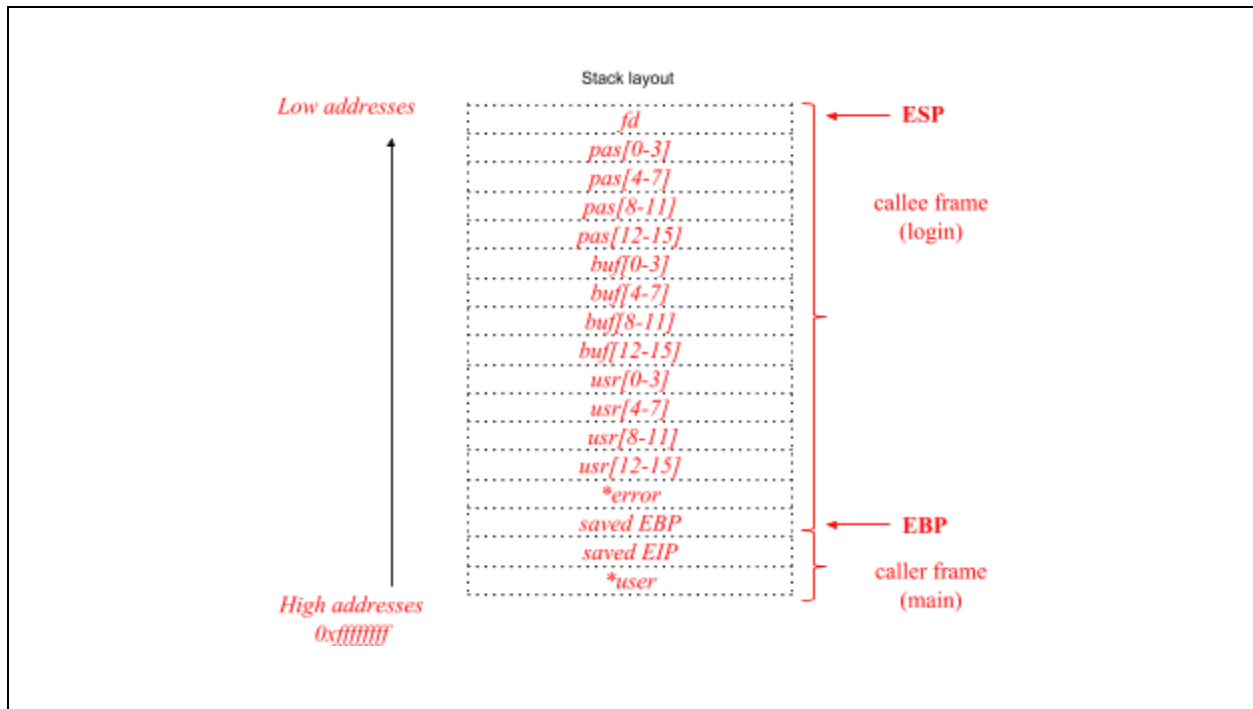 Stack layout
Low addresses
fd
ESP
pas[0-3]
pas[4-7]
pas[8-11]
callee frame
(login)
pas[12-15]
buf[0-3]
buf[4-7]
buf[8-11]
buf[12-15]
usr[0-3]
usr[4-7]
usr[8-11]
usr[12-15]
*error
saved EBP
EBP
saved EIP
caller frame
(main)
*user
High addresses
0xffffffff